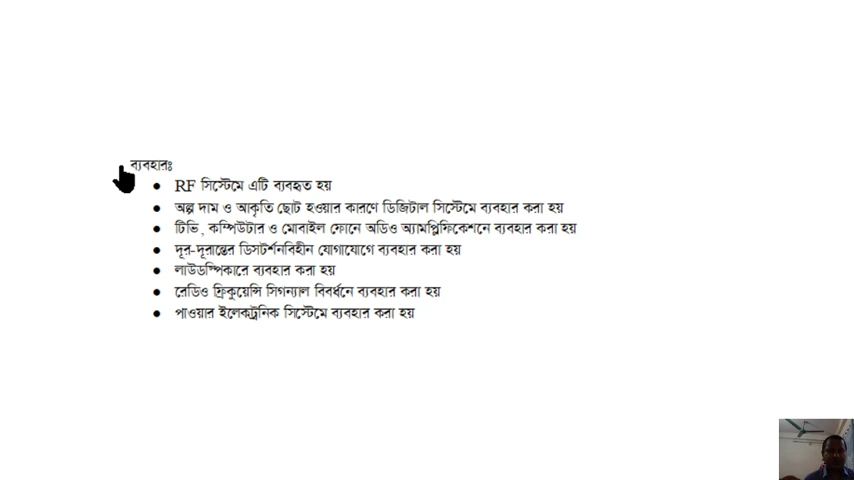 ব্যবহারঃ
● RF সিস্টেমে এটি ব্যবহৃত হয়
● অল্প দাম ও আকৃতি ছোট হওয়ার কারণে ডিজিটাল সিস্টেমে ব্যবহার করা হয়
● টিভি, কম্পিউটার ও মোবাইল ফোনে অডিও অ্যামপ্লিফিকেশনে ব্যবহার করা হয়
● দূর-দূরান্তের ডিসটর্শনবিহীন যোগাযোগে ব্যবহার করা হয়
● লাউডস্পিকারে ব্যবহার করা হয়
● রেডিও ফ্রিকুয়েন্সি সিগন্যাল বিবর্ধনে ব্যবহার করা হয়
● পাওয়ার ইলেকট্রনিক সিস্টেমে ব্যবহার করা হয়